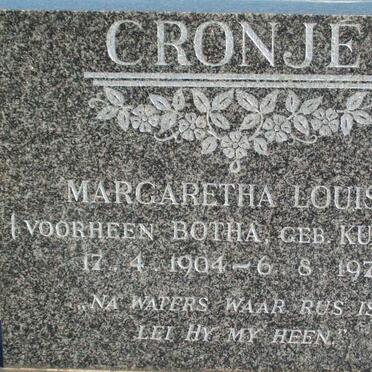 CRONJE
MARGARETHA LOUIS
(VOORHEEN BOTHA, GEB. KU
17. 4. 1904 – 6. 8. 197
„NA WATERS WAAR RUS IS
LEI HY MY HEEN."